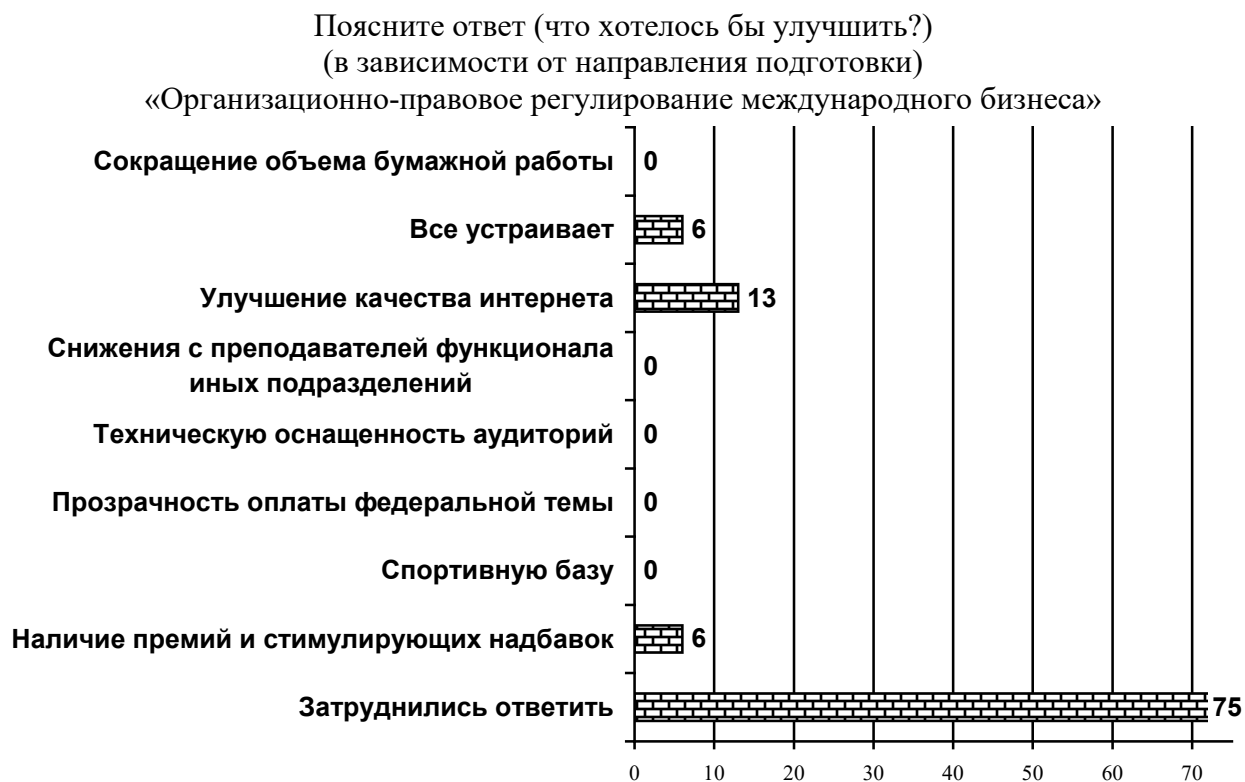 Поясните ответ (что хотелось бы улучшить?)
(в зависимости от направления подготовки)
«Организационно-правовое регулирование международного бизнеса»
Сокращение объема бумажной работы 0
Все устраивает 6
Улучшение качества интернета 13
Снижения с преподавателей функционала
иных подразделений 0
Техническую оснащенность аудиторий 0
Прозрачность оплаты федеральной темы 0
Спортивную базу 0
Наличие премий и стимулирующих надбавок 6
Затруднились ответить 75
0 10 20 30 40 50 60 70